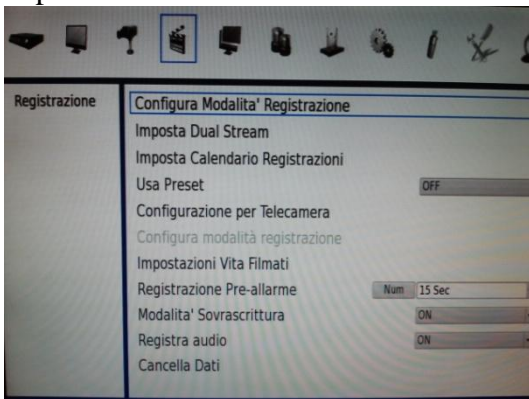 Registrazione
Configura Modalita' Registrazione
Imposta Dual Stream
Imposta Calendario Registrazioni
Usa Preset OFF
Configurazione per Telecamera
Configura modalità registrazione
Impostazioni Vita Filmati
Registrazione Pre-allarme Num 15 Sec
Modalita' Sovrascrittura ON
Registra audio ON
Cancella Dati